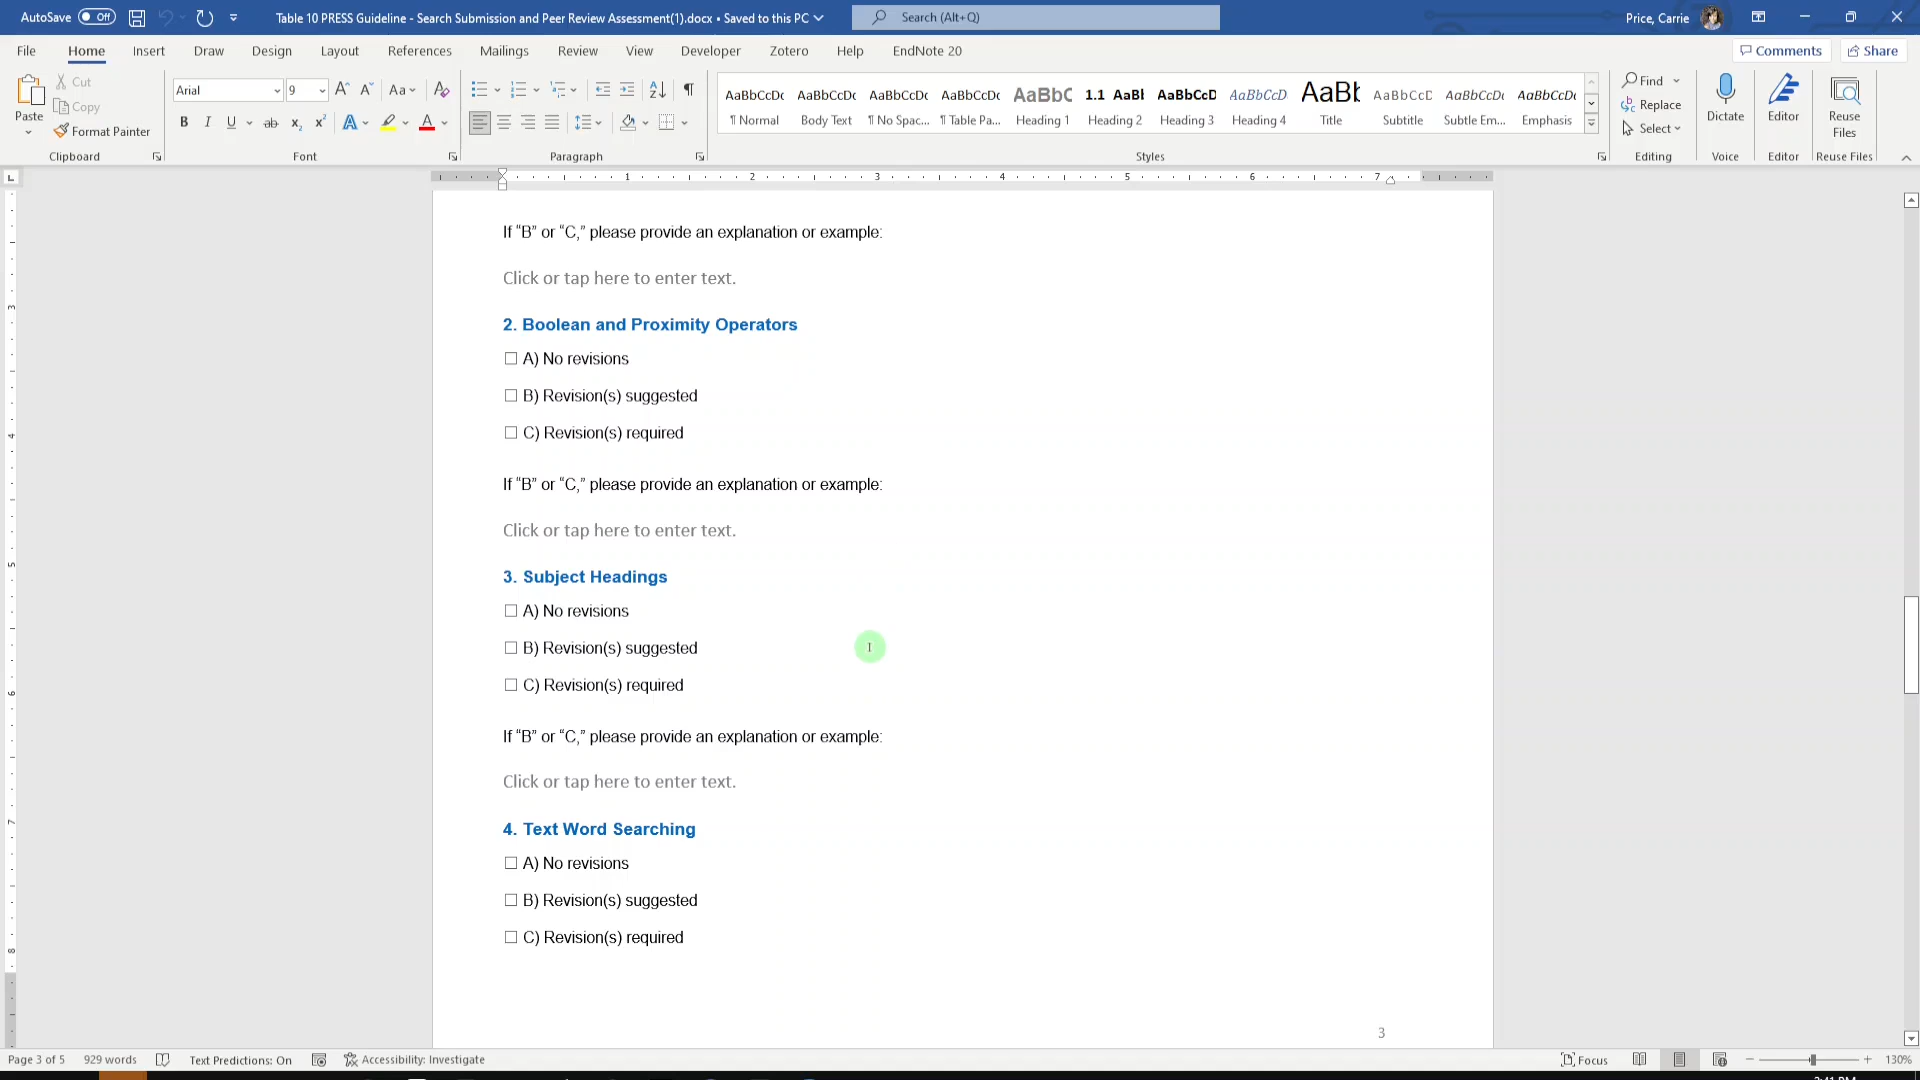 AutoSave Off Table 10 PRESS Guideline - Search Submission and Peer Review Assessment(1).docx • Saved to this PC Search (Alt+Q) Price, Carrie
File Home Insert Draw Design Layout References Mailings Review View Developer Zotero Help EndNote 20 Comments Share
Paste Cut Copy Format Painter
Arial 9
AaBbCcDc AaBbCcDc AaBbCcDc AaBbCcDc AaBbC 1.1 AaBl AaBbCcD AaBbCcD AaBb AaBbCcC AaBbCcDc AaBbCcDc
¶ Normal Body Text ¶ No Spac... ¶ Table Pa... Heading 1 Heading 2 Heading 3 Heading 4 Title Subtitle Subtle Em... Emphasis
Find Replace Select
Dictate Editor Reuse Files
Clipboard Font Paragraph Styles Editing Voice Editor Reuse Files
1 2 3 4 5 6 7
If “B” or “C,” please provide an explanation or example:
Click or tap here to enter text.
2. Boolean and Proximity Operators
☐ A) No revisions
☐ B) Revision(s) suggested
☐ C) Revision(s) required
If “B” or “C,” please provide an explanation or example:
Click or tap here to enter text.
3. Subject Headings
☐ A) No revisions
☐ B) Revision(s) suggested
☐ C) Revision(s) required
If “B” or “C,” please provide an explanation or example:
Click or tap here to enter text.
4. Text Word Searching
☐ A) No revisions
☐ B) Revision(s) suggested
☐ C) Revision(s) required
3
Page 3 of 5 929 words Text Predictions: On Accessibility: Investigate Focus 130%